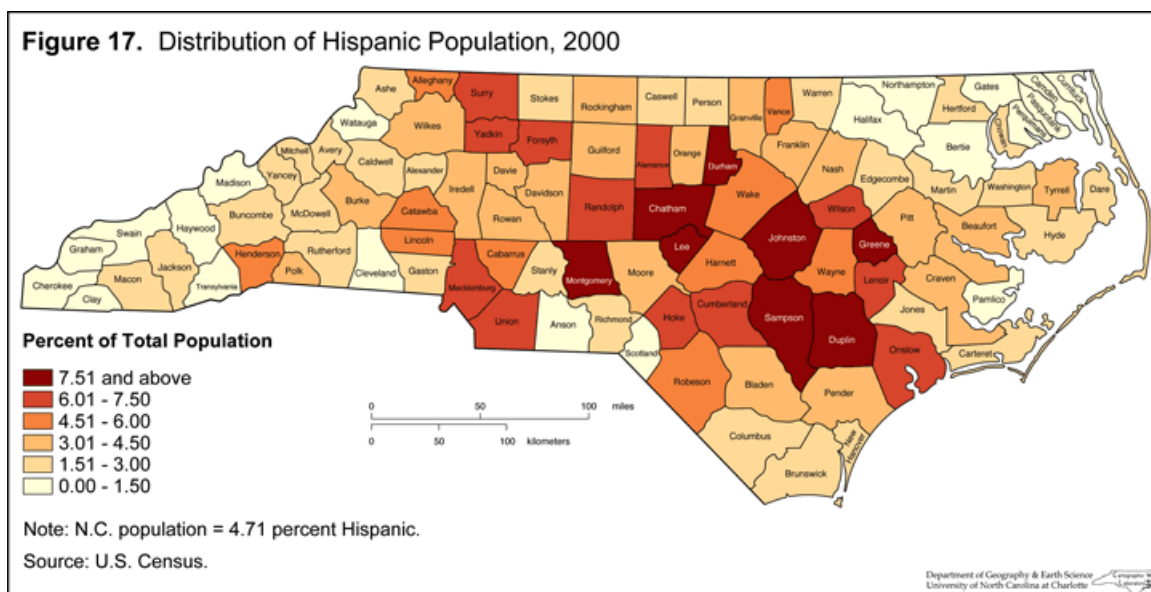 Figure 17. Distribution of Hispanic Population, 2000
Ashe
Alleghany
Surry
Stokes
Rockingham
Caswell
Person
Granville
Vance
Warren
Northampton
Gates
Camden
Currituck
Pasquotank
Perquimans
Hertford
Chowan
Halifax
Bertie
Watauga
Wilkes
Yadkin
Forsyth
Guilford
Alamance
Orange
Durham
Franklin
Nash
Edgecombe
Martin
Washington
Tyrrell
Dare
Mitchell
Avery
Caldwell
Alexander
Davie
Iredell
Davidson
Wake
Madison
Yancey
Burke
Catawba
Rowan
Randolph
Chatham
Wilson
Pitt
Beaufort
Hyde
Buncombe
McDowell
Swain
Haywood
Graham
Jackson
Henderson
Polk
Rutherford
Cleveland
Lincoln
Gaston
Cabarrus
Stanly
Montgomery
Moore
Lee
Harnett
Johnston
Wayne
Greene
Lenoir
Craven
Pamlico
Cherokee
Macon
Clay
Transylvania
Mecklenburg
Union
Anson
Richmond
Scotland
Hoke
Cumberland
Sampson
Duplin
Jones
Onslow
Carteret
Robeson
Bladen
Pender
Columbus
Brunswick
New
Hanover
Percent of Total Population
7.51 and above
6.01 - 7.50
4.51 - 6.00
3.01 - 4.50
1.51 - 3.00
0.00 - 1.50
0 50 100 miles
0 50 100 kilometers
Note: N.C. population = 4.71 percent Hispanic.
Source: U.S. Census.
Department of Geography & Earth Science
University of North Carolina at Charlotte